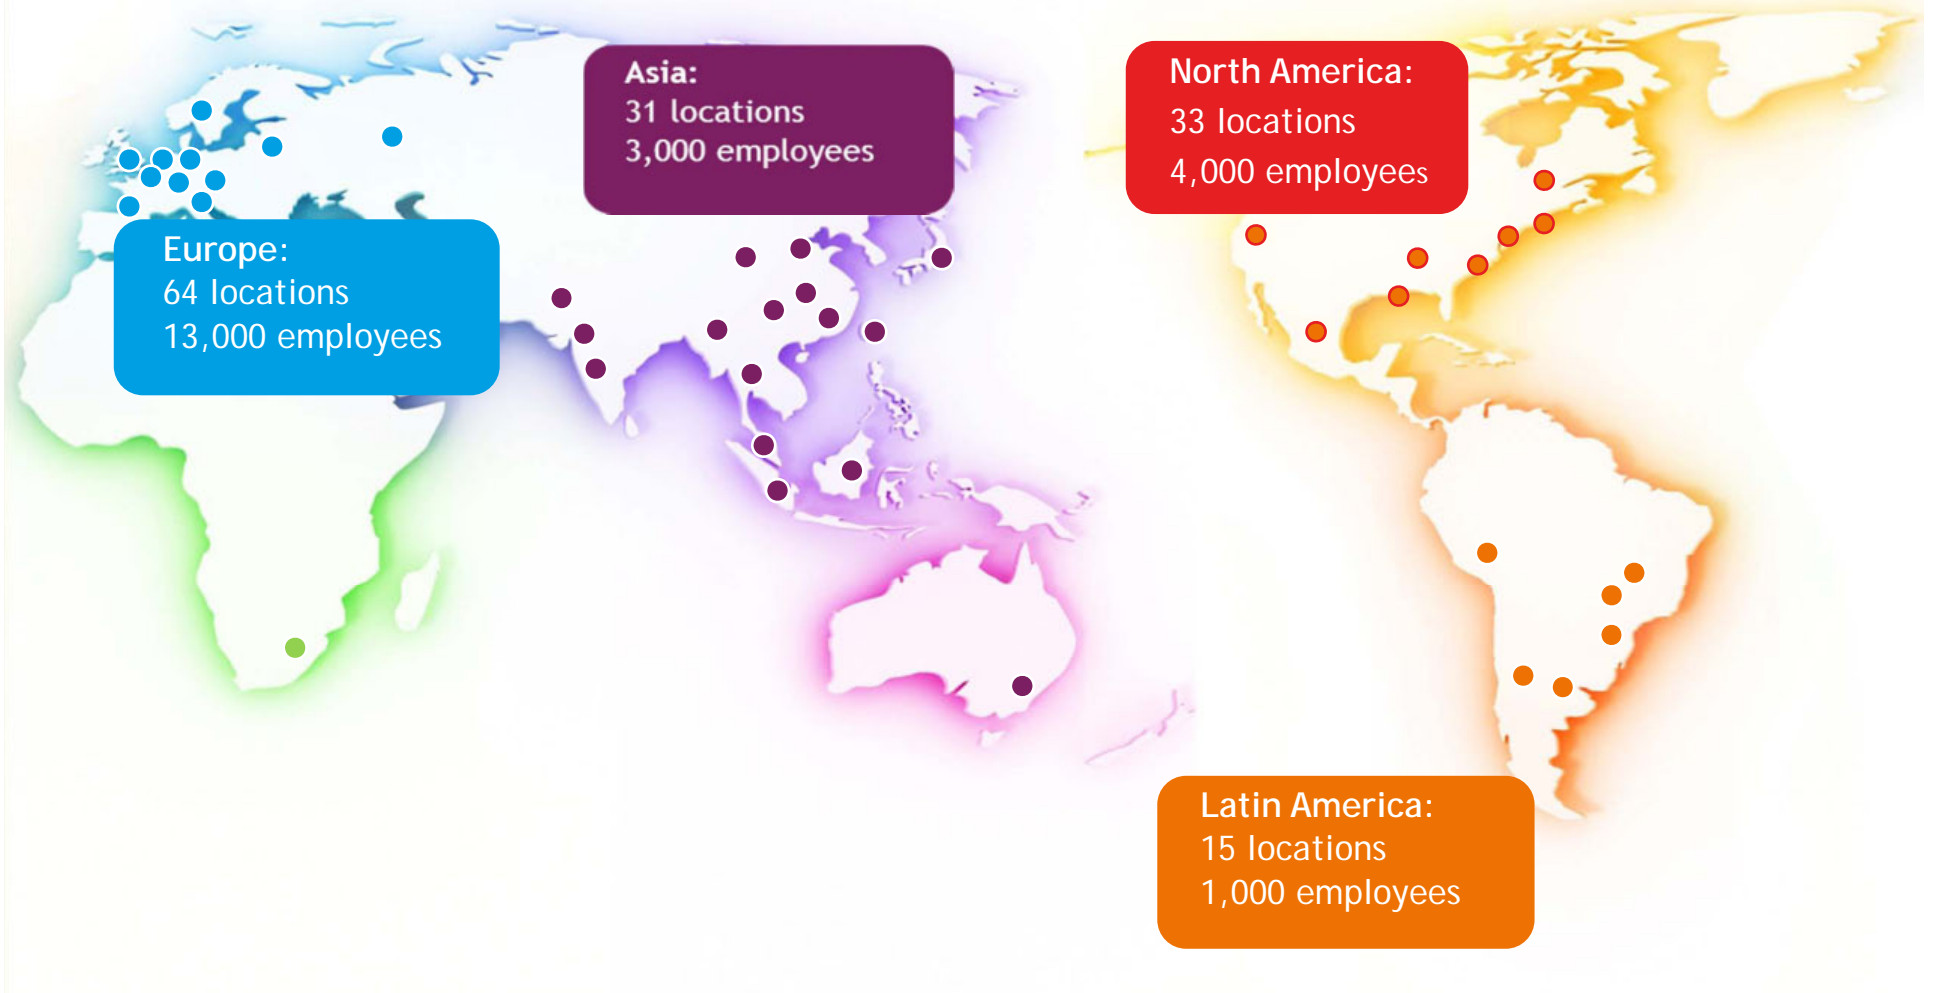 Asia:
31 locations
3,000 employees
North America:
33 locations
4,000 employees
Europe:
64 locations
13,000 employees
Latin America:
15 locations
1,000 employees